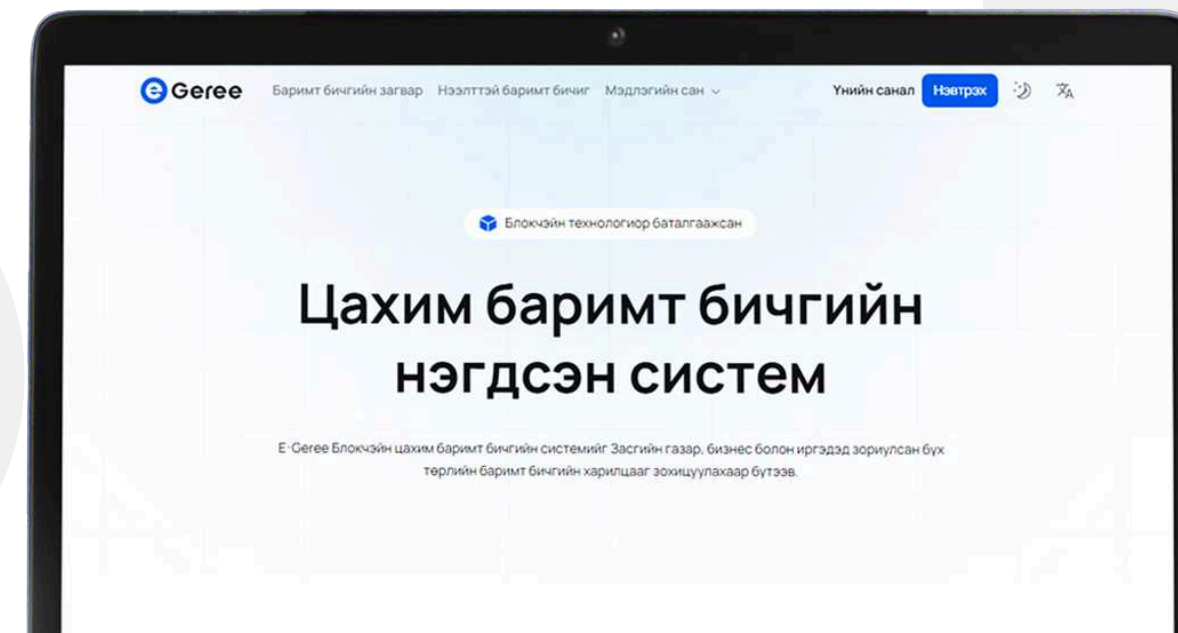 e Geree Баримт бичгийн загвар Нээлттэй баримт бичиг Мэдлэгийн сан Үнийн санал Нэвтрэх
Блокчэйн технологиор баталгаажсан
Цахим баримт бичгийн
нэгдсэн систем
E-Geree Блокчэйн цахим баримт бичгийн системийг Засгийн газар, бизнес болон иргэдэд зориулсан бүх
төрлийн баримт бичгийн харилцааг зохицуулахаар бүтээв.